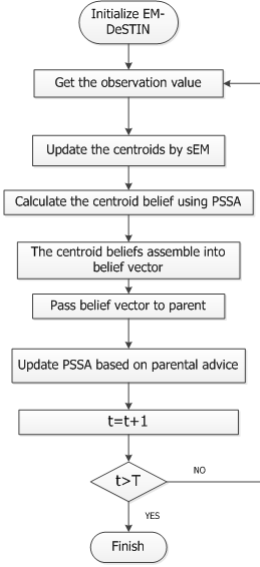 Initialize EM-
DeSTIN
Get the observation value
Update the centroids by sEM
Calculate the centroid belief using PSSA
The centroid beliefs assemble into
belief vector
Pass belief vector to parent
Update PSSA based on parental advice
t=t+1
t>T
NO
YES
Finish